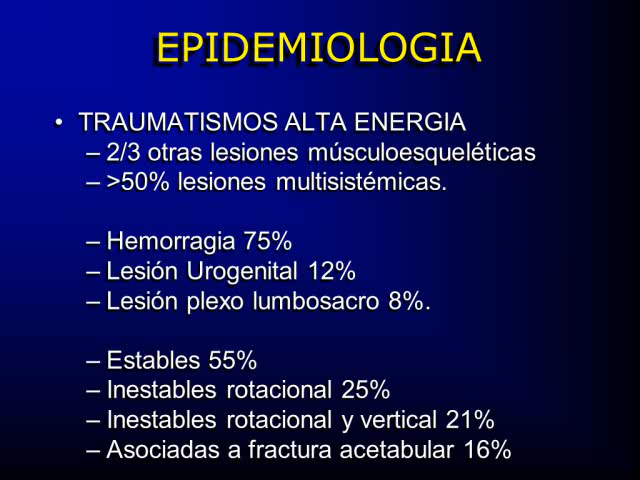 EPIDEMIOLOGIA
• TRAUMATISMOS ALTA ENERGIA
– 2/3 otras lesiones músculoesqueléticas
– >50% lesiones multisistémicas.
– Hemorragia 75%
– Lesión Urogenital 12%
– Lesión plexo lumbosacro 8%.
– Estables 55%
– Inestables rotacional 25%
– Inestables rotacional y vertical 21%
– Asociadas a fractura acetabular 16%